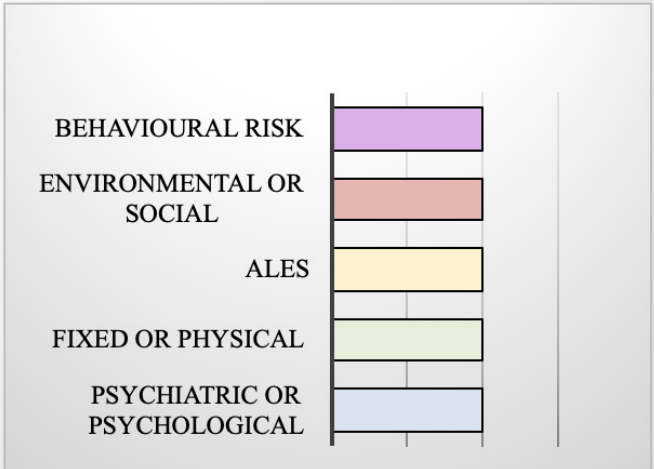 BEHAVIOURAL RISK
ENVIRONMENTAL OR
SOCIAL
ALES
FIXED OR PHYSICAL
PSYCHIATRIC OR
PSYCHOLOGICAL